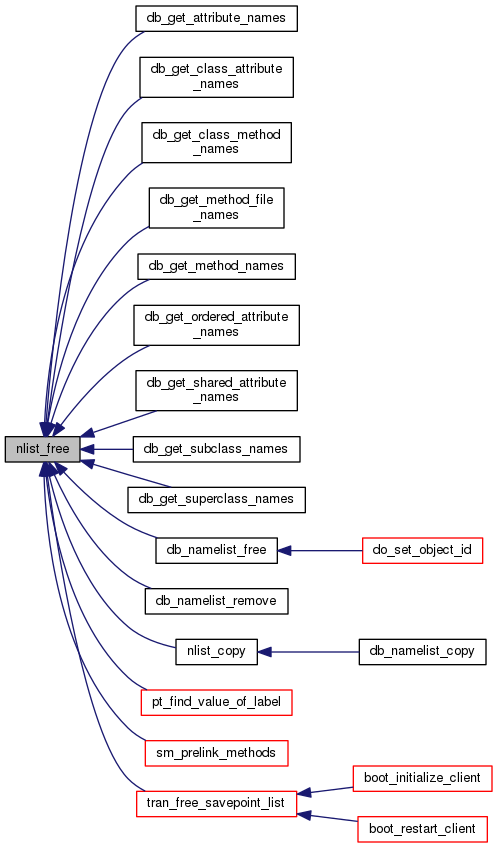 db_get_attribute_names
db_get_class_attribute
_names
db_get_class_method
_names
db_get_method_file
_names
db_get_method_names
db_get_ordered_attribute
_names
db_get_shared_attribute
_names
nlist_free
db_get_subclass_names
db_get_superclass_names
db_namelist_free
do_set_object_id
db_namelist_remove
nlist_copy
db_namelist_copy
pt_find_value_of_label
sm_prelink_methods
tran_free_savepoint_list
boot_initialize_client
boot_restart_client